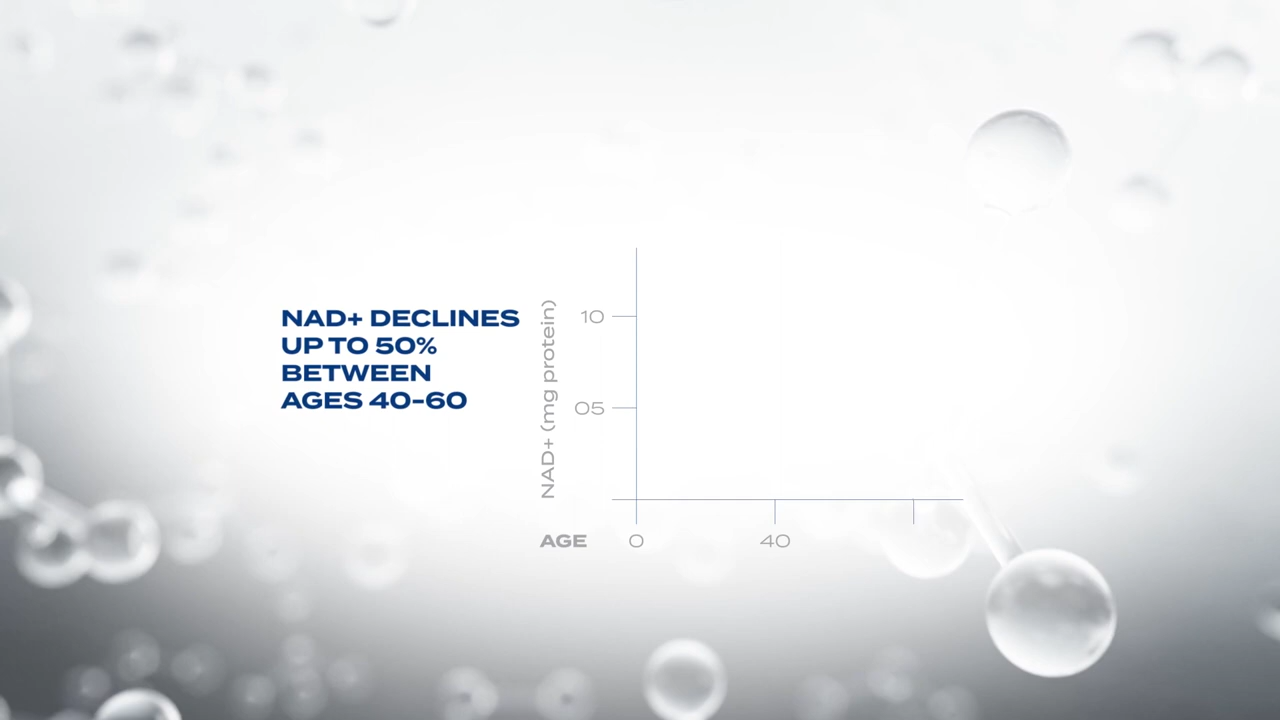 NAD+ DECLINES
UP TO 50%
BETWEEN
AGES 40-60
NAD+ (mg protein)
10
05
AGE 0 40